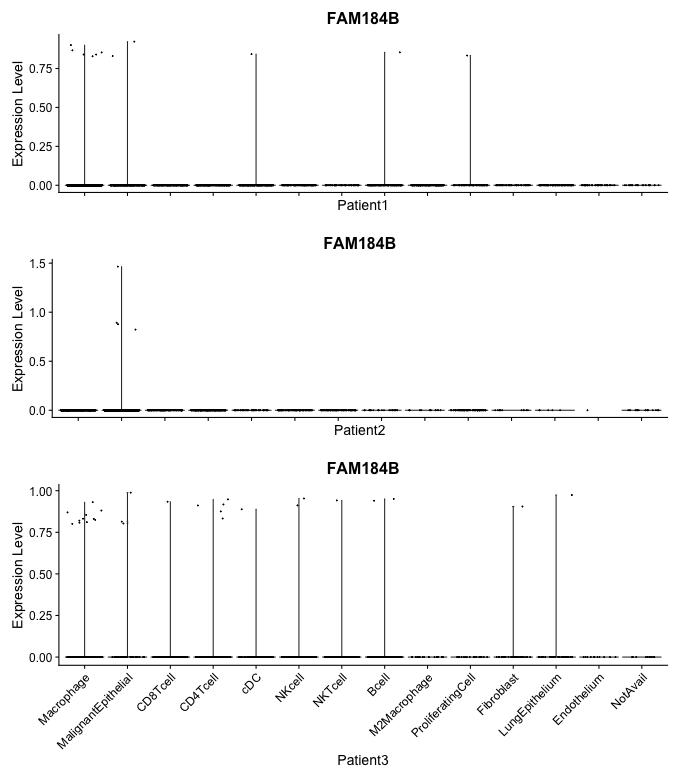 FAM184B
Expression Level
0.75
0.50
0.25
0.00
Patient1
FAM184B
Expression Level
1.5
1.0
0.5
0.0
Patient2
FAM184B
Expression Level
1.00
0.75
0.50
0.25
0.00
Macrophage
MalignantEpithelial
CD8Tcell
CD4Tcell
cDC
NKcell
NKTcell
Bcell
M2Macrophage
ProliferatingCell
Fibroblast
LungEpithelium
Endothelium
NotAvail
Patient3